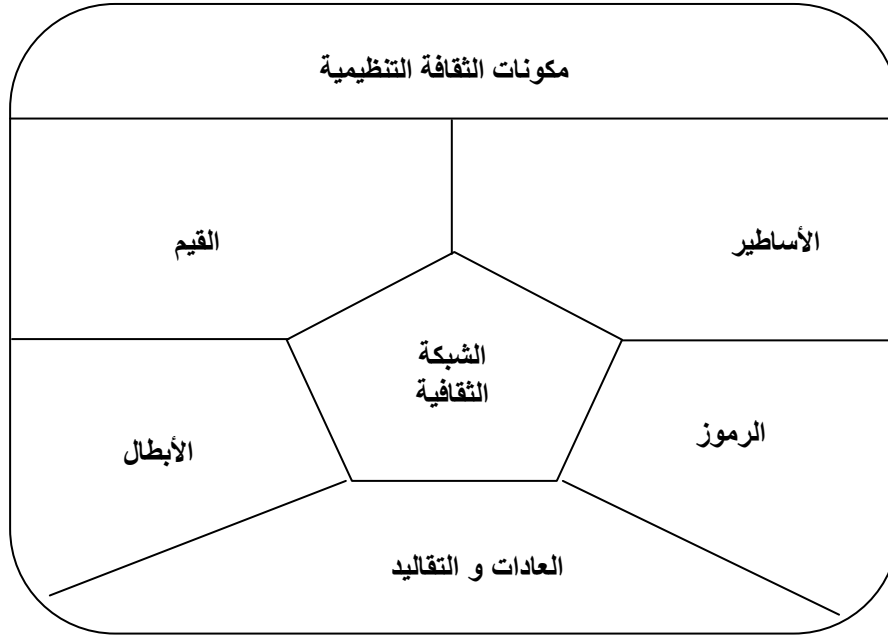 مكونات الثقافة التنظيمية
الأساطير
القيم
الشبكة
الثقافية
الرموز
الأبطال
العادات و التقاليد